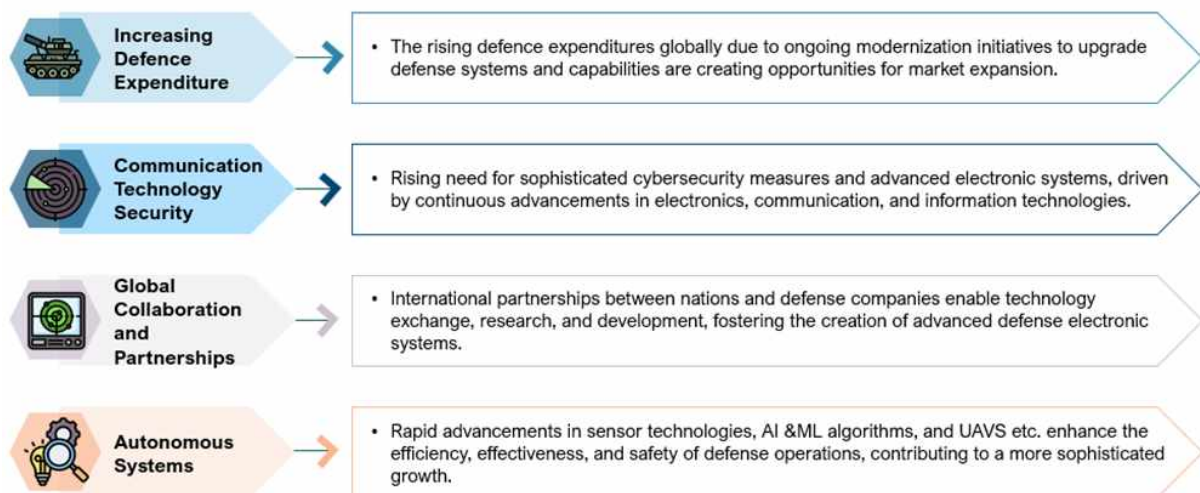 Increasing
Defence
Expenditure
• The rising defence expenditures globally due to ongoing modernization initiatives to upgrade
defense systems and capabilities are creating opportunities for market expansion.
Communication
Technology
Security
• Rising need for sophisticated cybersecurity measures and advanced electronic systems, driven
by continuous advancements in electronics, communication, and information technologies.
Global
Collaboration
and
Partnerships
• International partnerships between nations and defense companies enable technology
exchange, research, and development, fostering the creation of advanced defense electronic
systems.
Autonomous
Systems
• Rapid advancements in sensor technologies, AI &ML algorithms, and UAVS etc. enhance the
efficiency, effectiveness, and safety of defense operations, contributing to a more sophisticated
growth.